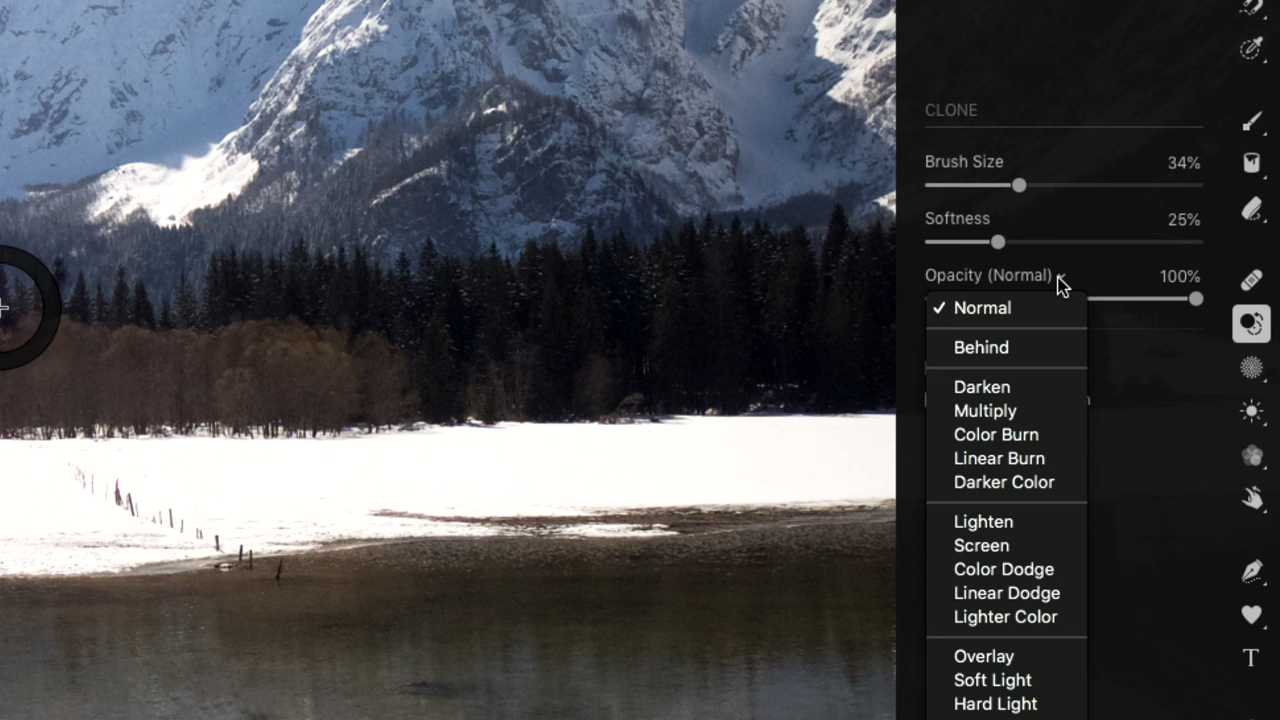 CLONE
Brush Size 34%
Softness 25%
Opacity (Normal) 100%
✓ Normal
Behind
Darken
Multiply
Color Burn
Linear Burn
Darker Color
Lighten
Screen
Color Dodge
Linear Dodge
Lighter Color
Overlay
Soft Light
Hard Light
T